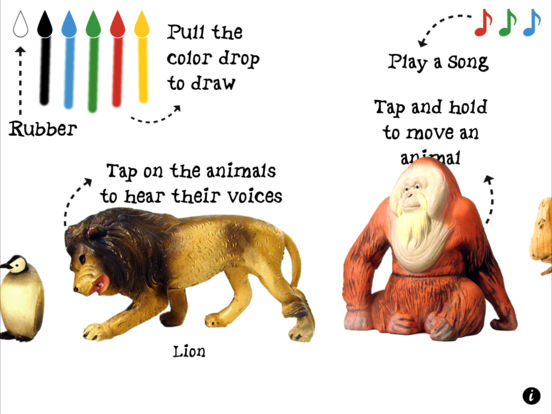 Pull the
color drop
to draw
Rubber
Play a song
Tap and hold
to move an
animal
Tap on the animals
to hear their voices
Lion
i